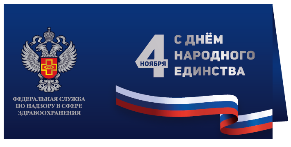 4
НОЯБРЯ
С ДНЁМ
НАРОДНОГО
ЕДИНСТВА
ФЕДЕРАЛЬНАЯ СЛУЖБА
ПО НАДЗОРУ В СФЕРЕ
ЗДРАВООХРАНЕНИЯ